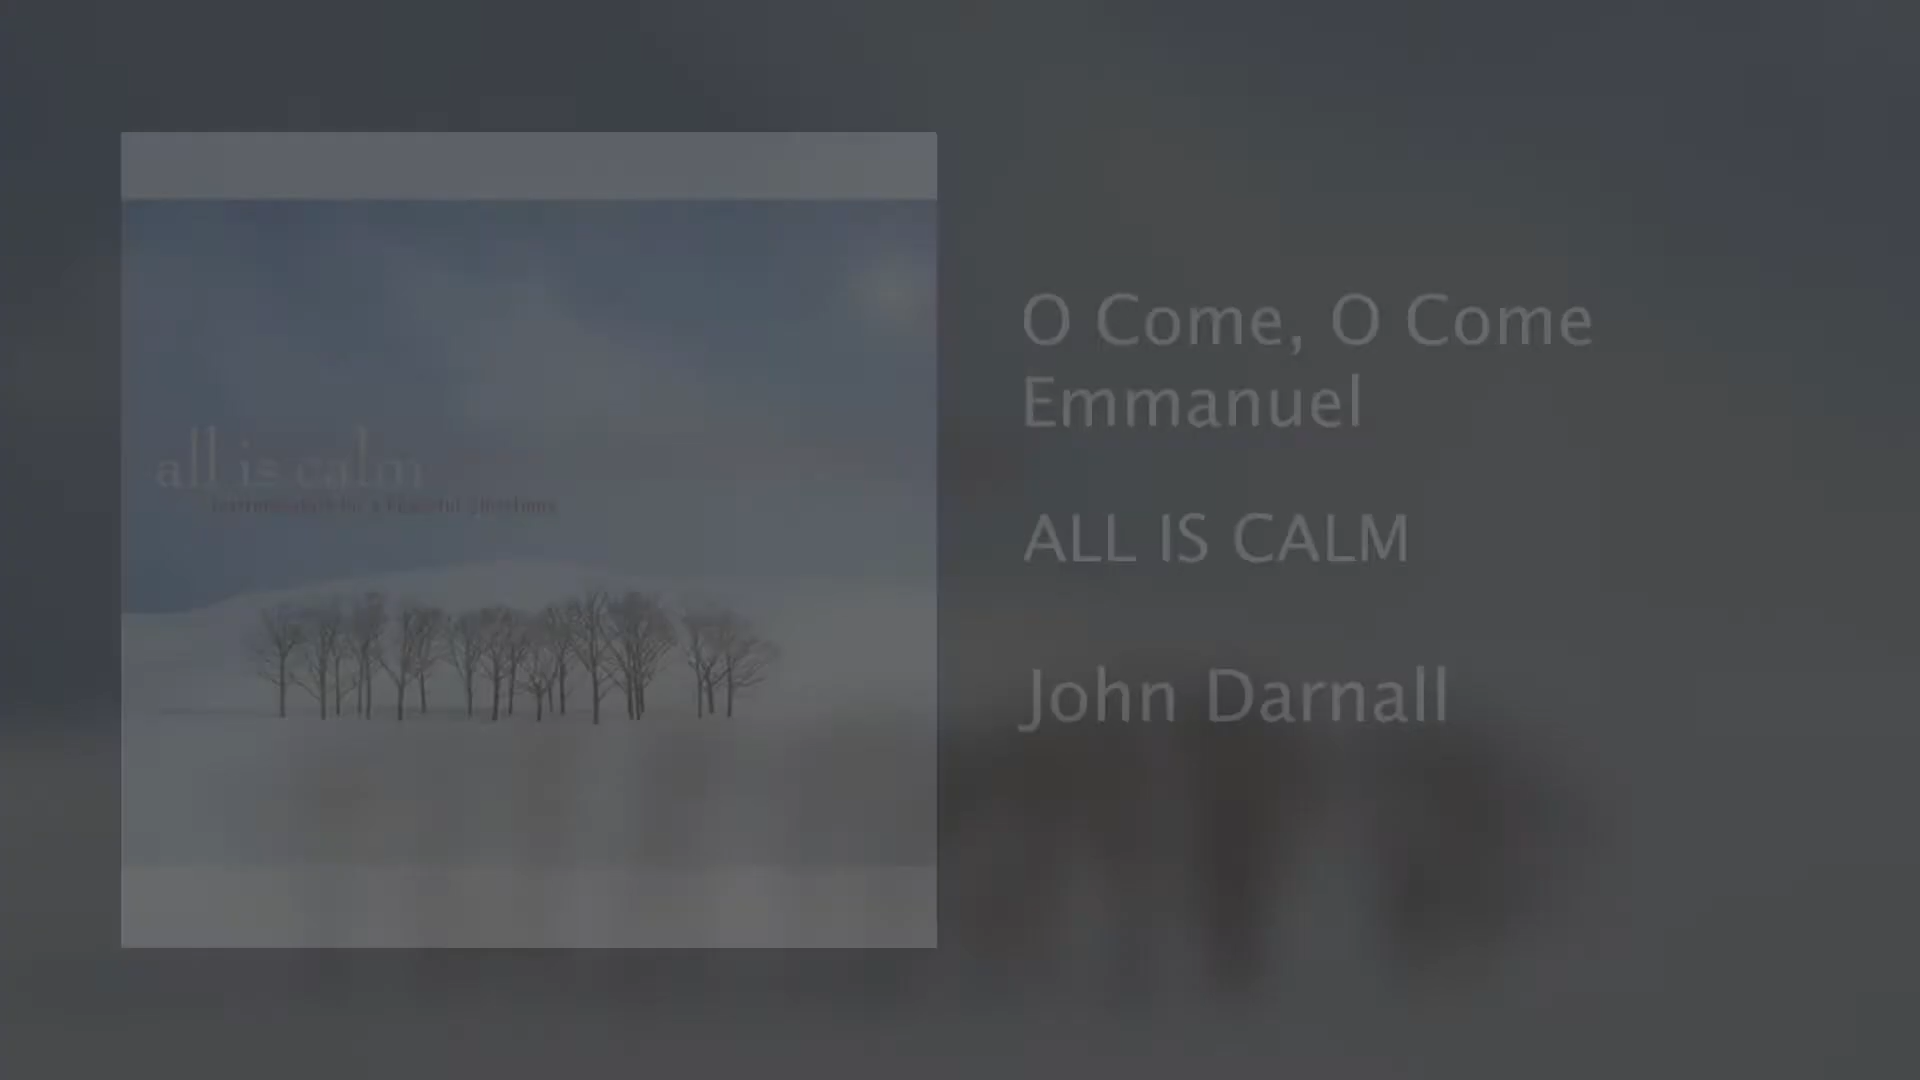 all is calm
O Come, O Come
Emmanuel
ALL IS CALM
John Darnall